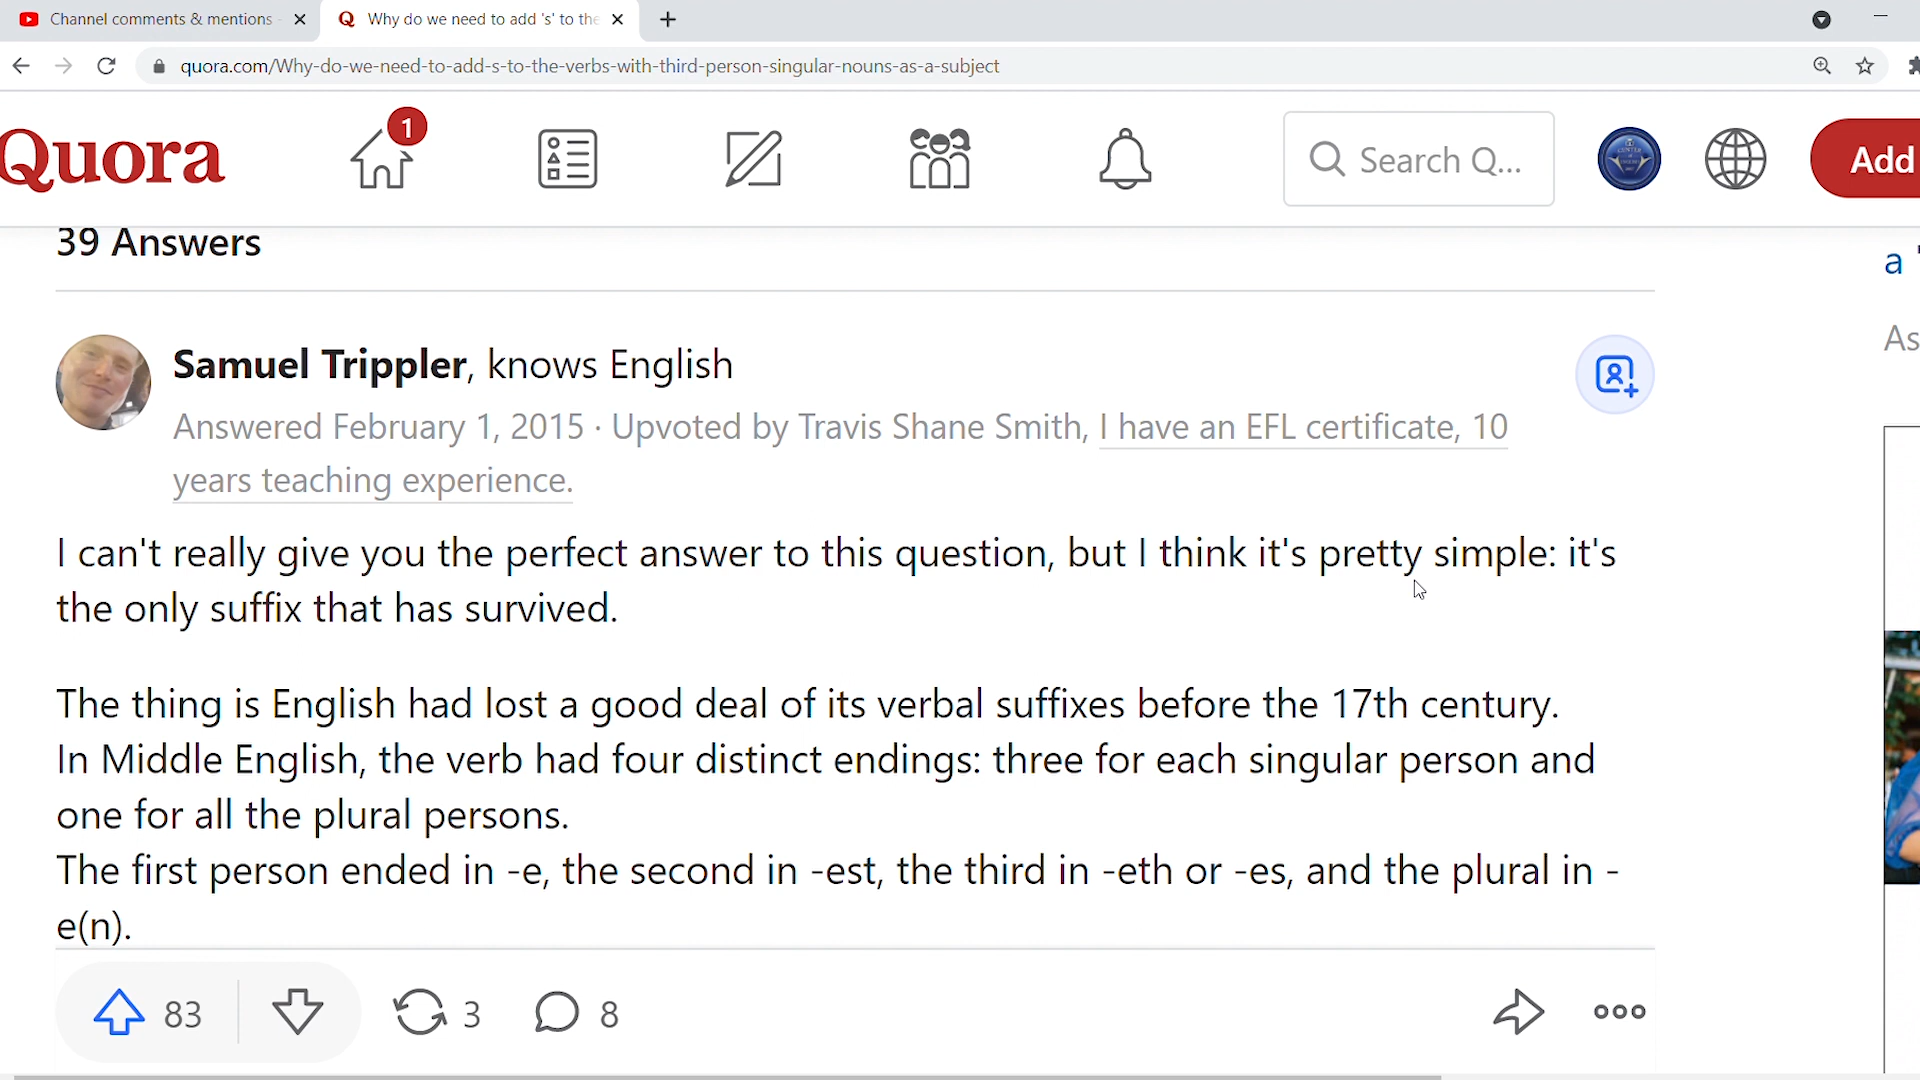 Channel comments & mentions
Why do we need to add 's' to the
quora.com/Why-do-we-need-to-add-s-to-the-verbs-with-third-person-singular-nouns-as-a-subject
Quora
1
Search Q...
Add
39 Answers
a
As
Samuel Trippler, knows English
Answered February 1, 2015 · Upvoted by Travis Shane Smith, I have an EFL certificate, 10
years teaching experience.
I can't really give you the perfect answer to this question, but I think it's pretty simple: it's
the only suffix that has survived.
The thing is English had lost a good deal of its verbal suffixes before the 17th century.
In Middle English, the verb had four distinct endings: three for each singular person and
one for all the plural persons.
The first person ended in -e, the second in -est, the third in -eth or -es, and the plural in -
e(n).
83
3
8